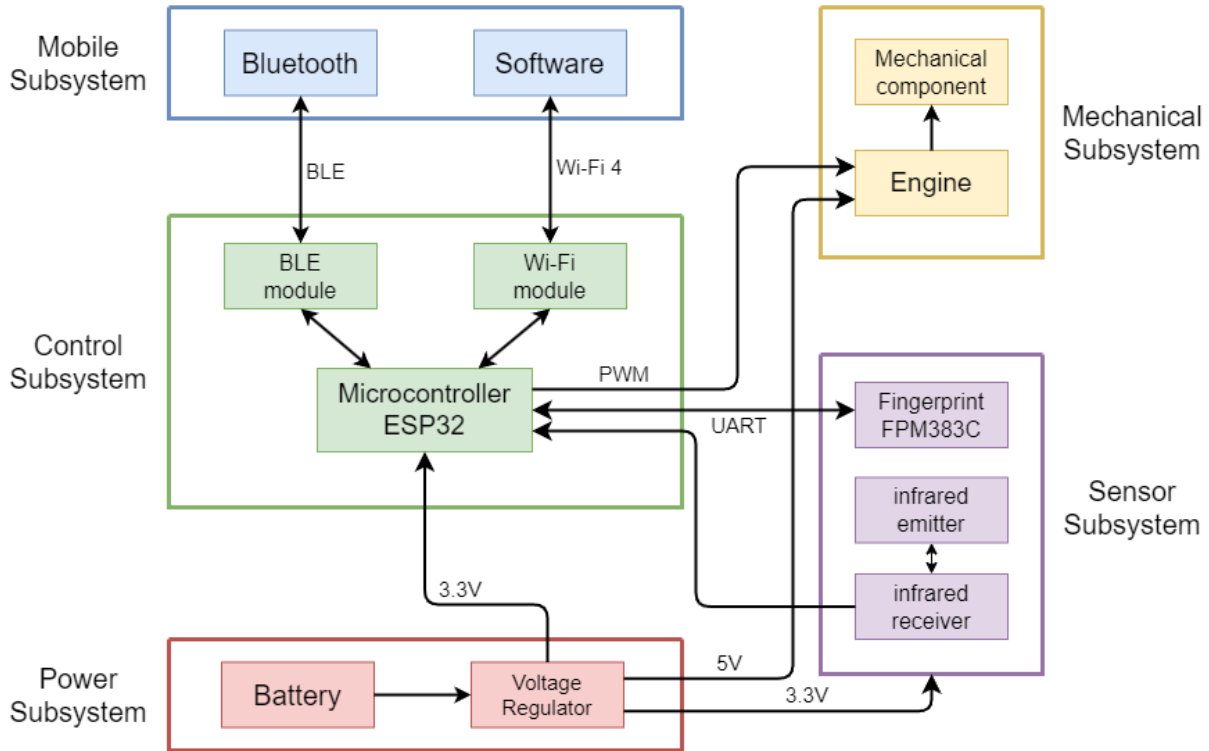 Mobile
Subsystem
Bluetooth
Software
BLE
Wi-Fi 4
Mechanical
component
Engine
Mechanical
Subsystem
Control
Subsystem
BLE
module
Wi-Fi
module
Microcontroller
ESP32
PWM
UART
Fingerprint
FPM383C
infrared
emitter
infrared
receiver
Sensor
Subsystem
3.3V
Power
Subsystem
Battery
Voltage
Regulator
5V
3.3V